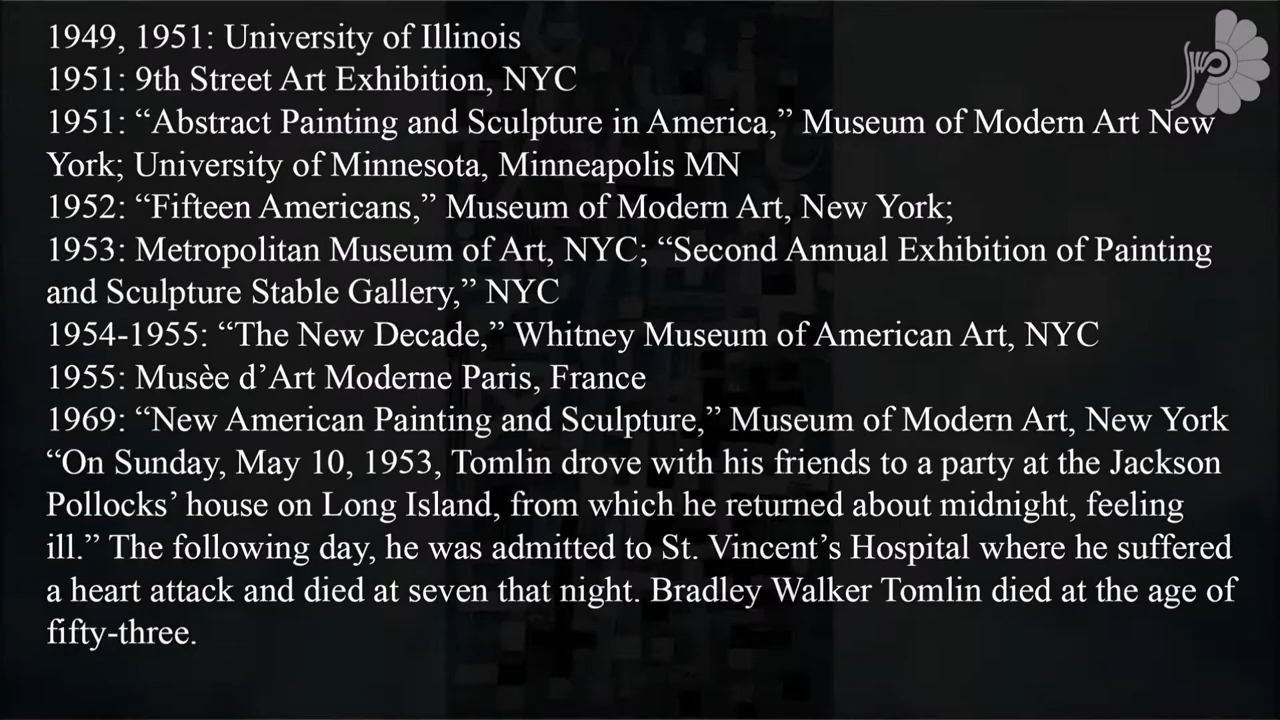 1949, 1951: University of Illinois
1951: 9th Street Art Exhibition, NYC
1951: “Abstract Painting and Sculpture in America,” Museum of Modern Art New
York; University of Minnesota, Minneapolis MN
1952: “Fifteen Americans,” Museum of Modern Art, New York;
1953: Metropolitan Museum of Art, NYC; “Second Annual Exhibition of Painting
and Sculpture Stable Gallery,” NYC
1954-1955: “The New Decade,” Whitney Museum of American Art, NYC
1955: Musèe d’Art Moderne Paris, France
1969: “New American Painting and Sculpture,” Museum of Modern Art, New York
“On Sunday, May 10, 1953, Tomlin drove with his friends to a party at the Jackson
Pollocks’ house on Long Island, from which he returned about midnight, feeling
ill.” The following day, he was admitted to St. Vincent’s Hospital where he suffered
a heart attack and died at seven that night. Bradley Walker Tomlin died at the age of
fifty-three.